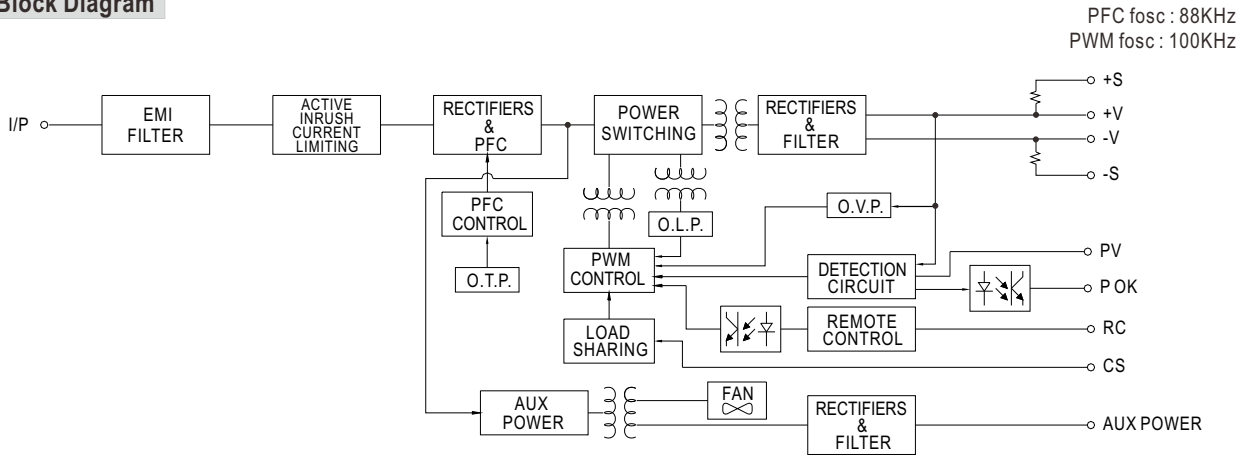 Block Diagram
PFC fosc : 88KHz
PWM fosc : 100KHz
I/P
EMI
FILTER
ACTIVE
INRUSH
CURRENT
LIMITING
RECTIFIERS
&
PFC
POWER
SWITCHING
RECTIFIERS
&
FILTER
+S
+V
-V
-S
PFC
CONTROL
O.T.P.
O.L.P.
O.V.P.
PWM
CONTROL
DETECTION
CIRCUIT
PV
P OK
LOAD
SHARING
REMOTE
CONTROL
RC
CS
AUX
POWER
FAN
RECTIFIERS
&
FILTER
AUX POWER